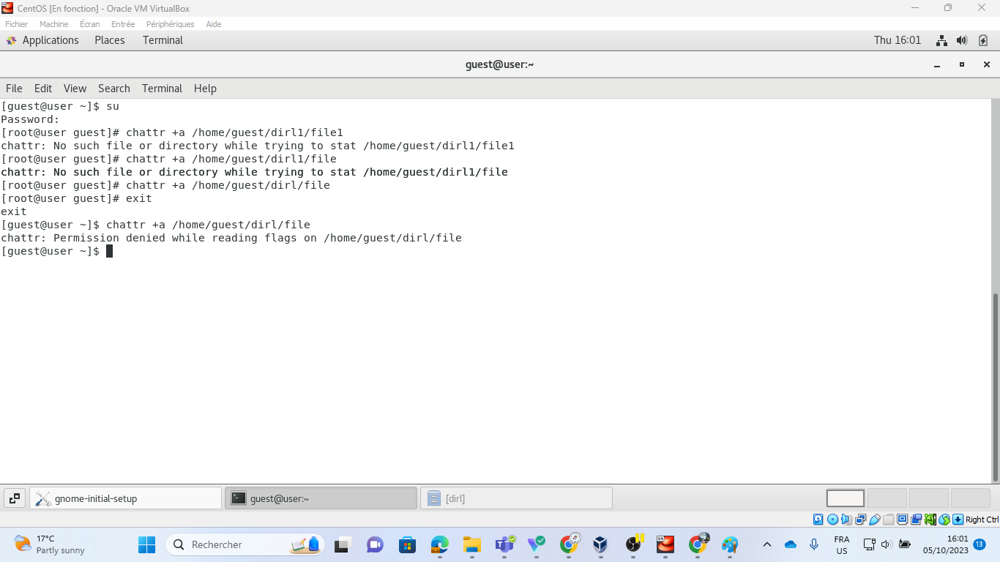 CentOS [En fonction] - Oracle VM VirtualBox
Fichier Machine Écran Entrée Périphériques Aide
Applications Places Terminal Thu 16:01
guest@user:~
File Edit View Search Terminal Help
[guest@user ~]$ su
Password:
[root@user guest]# chattr +a /home/guest/dirl1/file1
chattr: No such file or directory while trying to stat /home/guest/dirl1/file1
[root@user guest]# chattr +a /home/guest/dirl1/file
chattr: No such file or directory while trying to stat /home/guest/dirl1/file
[root@user guest]# chattr +a /home/guest/dirl/file
[root@user guest]# exit
exit
[guest@user ~]$ chattr +a /home/guest/dirl/file
chattr: Permission denied while reading flags on /home/guest/dirl/file
[guest@user ~]$
gnome-initial-setup guest@user:~ [dirl]
Right Ctrl
17°C
Partly sunny
Rechercher
FRA
US
16:01
05/10/2023
13